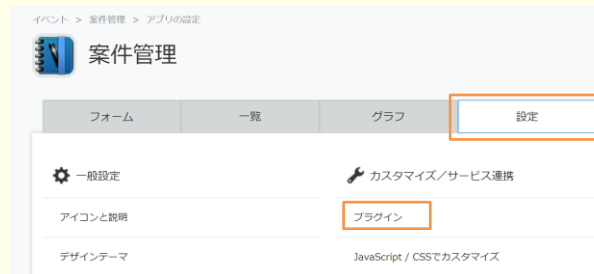 イベント > 案件管理 > アプリの設定
案件管理
フォーム 一覧 グラフ 設定
一般設定 カスタマイズ／サービス連携
アイコンと説明 プラグイン
デザインテーマ JavaScript / CSSでカスタマイズ